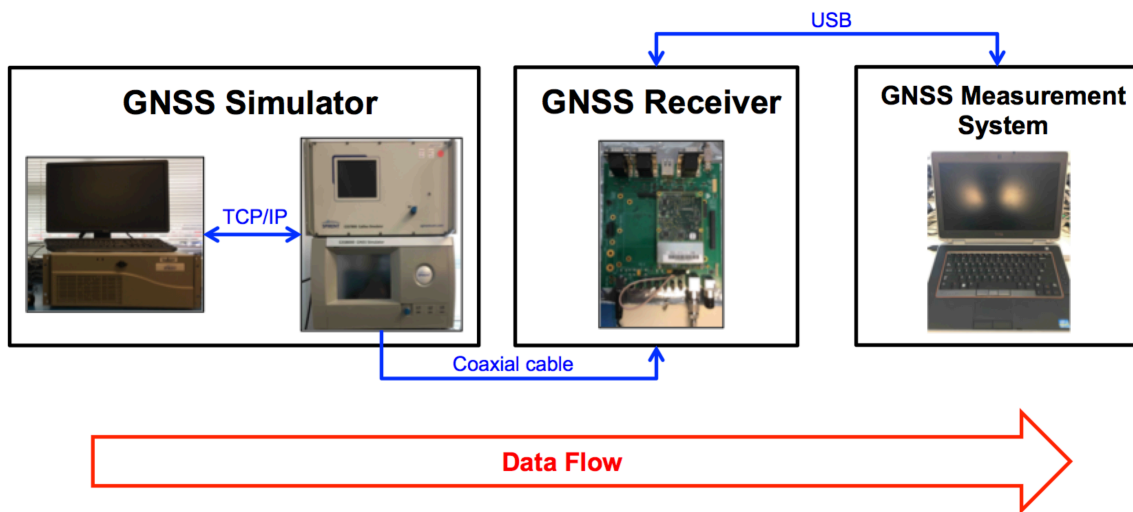 USB
GNSS Simulator
GNSS Receiver
GNSS Measurement
System
TCP/IP
Coaxial cable
Data Flow